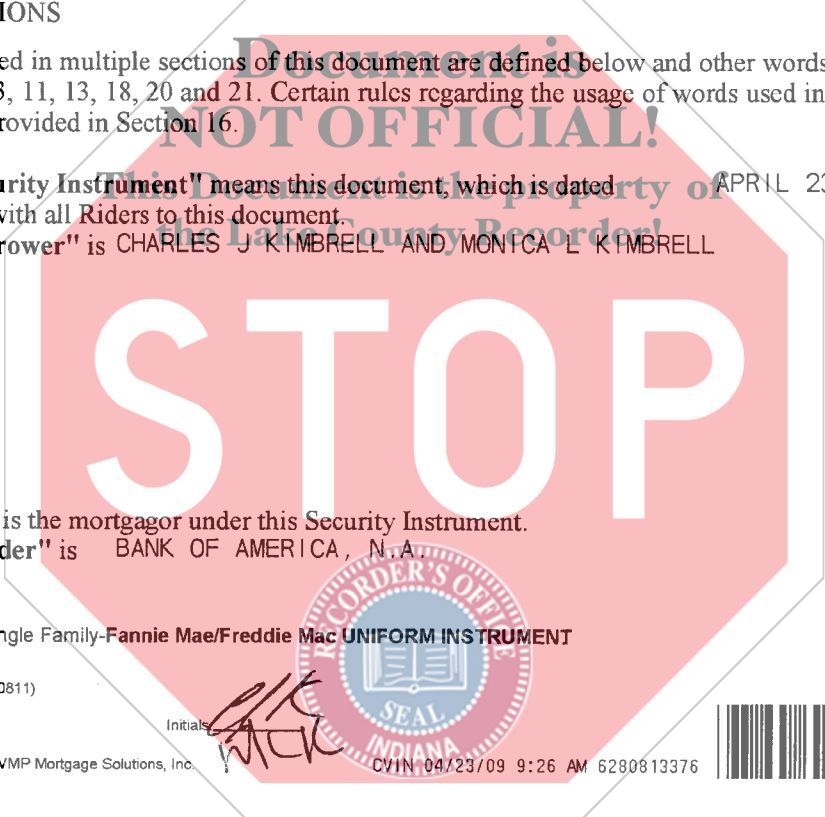 IONS
Document is
ed in multiple sections of this document are defined below and other words
3, 11, 13, 18, 20 and 21. Certain rules regarding the usage of words used in
NOT OFFICIAL!
rovided in Section 16.
rity Instrument" means this document, which is dated APRIL 23
This Document is the property of
with all Riders to this document.
the Lake County Recorder!
rower" is CHARLES J KIMBRELL AND MONICA L KIMBRELL
STOP
is the mortgagor under this Security Instrument.
der" is BANK OF AMERICA, N.A.
RECORDER'S OFFICE
ngle Family-Fannie Mae/Freddie Mac UNIFORM INSTRUMENT
0811)
SEAL
Initials
INDIANA
VMP Mortgage Solutions, Inc.
CVIN 04/23/09 9:26 AM 6280813376